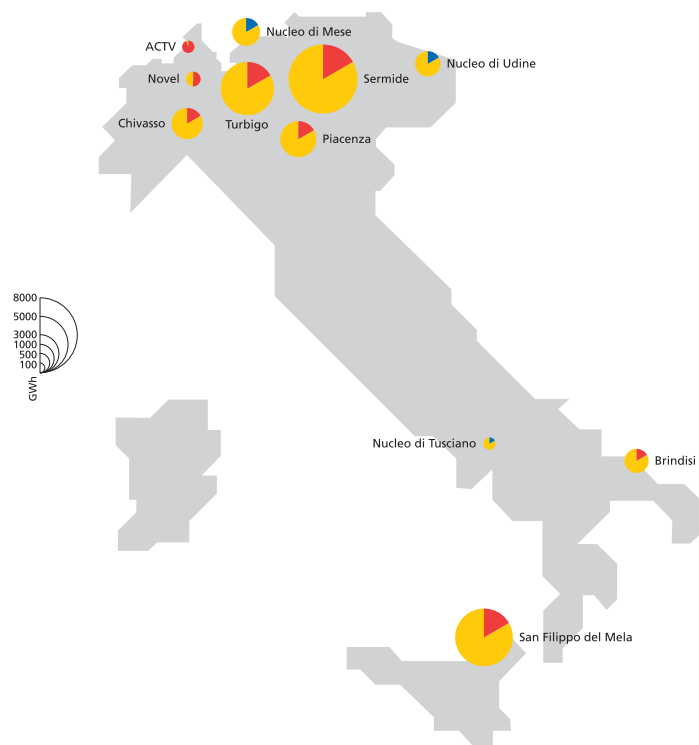 Nucleo di Mese
ACTV
Nucleo di Udine
Novel
Sermide
Chivasso
Turbigo
Piacenza
8000
5000
3000
1000
500
100
GWh
Nucleo di Tusciano
Brindisi
San Filippo del Mela